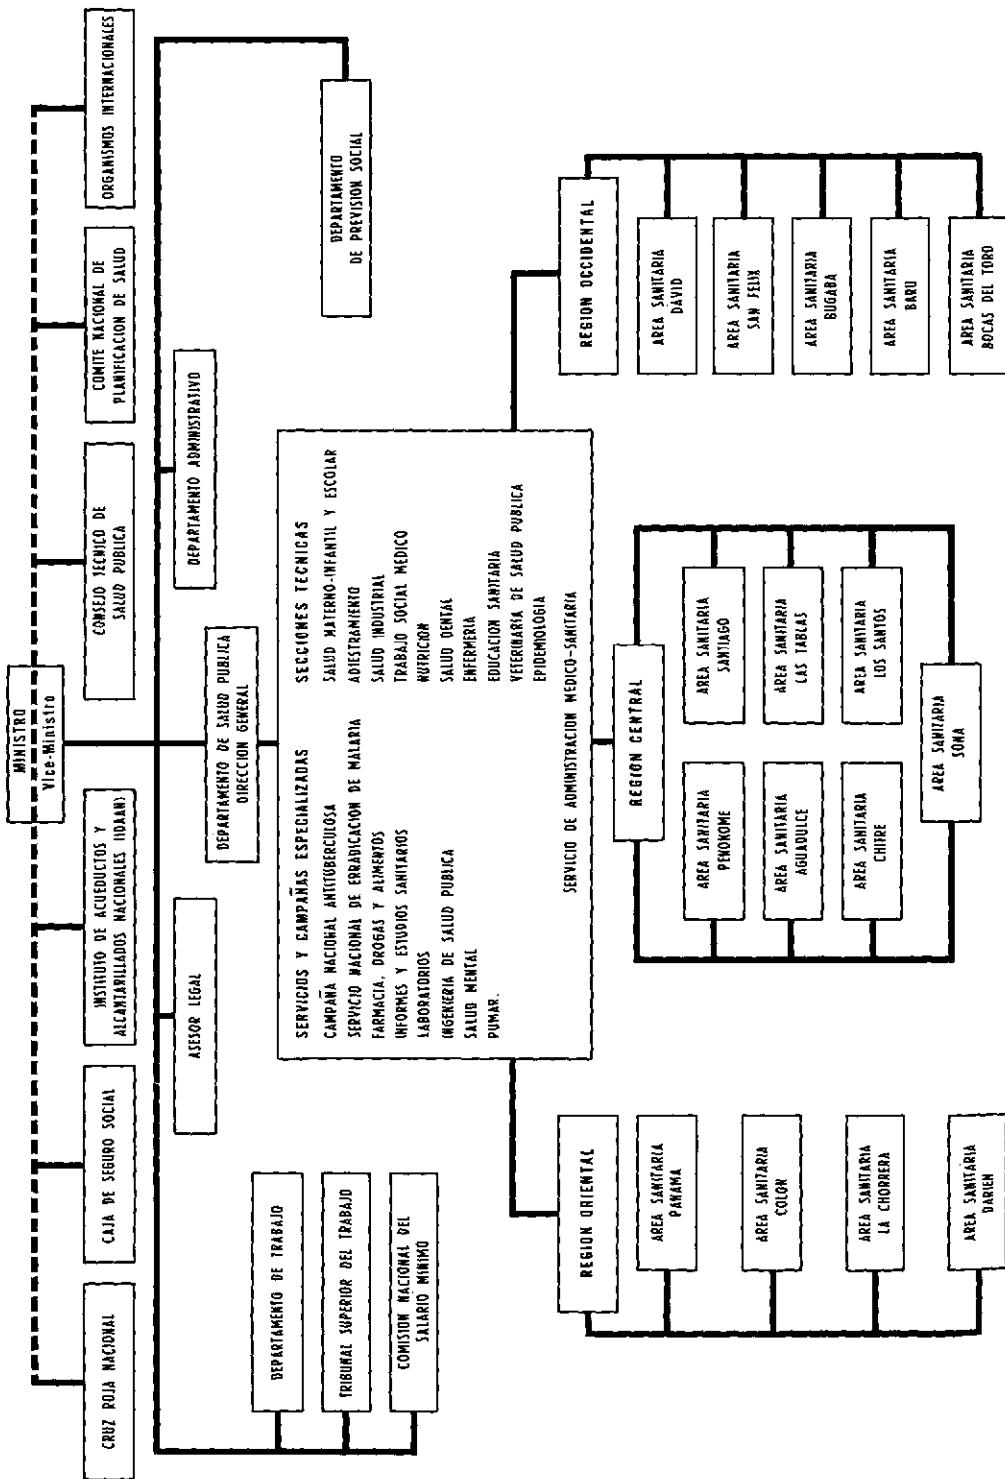 MINISTRO
Vice-Ministro
CRUZ ROJA NACIONAL
CAJA DE SEGURO SOCIAL
INSTITUTO DE ACUEDUCTOS Y
ALCANTARILLADOS NACIONALES (IDAAN)
CONSEJO TECNICO DE
SALUD PUBLICA
COMITE NACIONAL DE
PLANIFICACION DE SALUD
ORGANISMOS INTERNACIONALES
ASESOR LEGAL
DEPARTAMENTO ADMINISTRATIVO
DEPARTAMENTO DE TRABAJO
TRIBUNAL SUPERIOR DEL TRABAJO
COMISION NACIONAL DEL
SALARIO MINIMO
DEPARTAMENTO DE SALUD PUBLICA
DIRECCION GENERAL
DEPARTAMENTO
DE PREVISION SOCIAL
SERVICIOS Y CAMPAÑAS ESPECIALIZADAS
CAMPAÑA NACIONAL ANTITUBERCULOSA
SERVICIO NACIONAL DE ERRADICACION DE MALARIA
FARMACIA, DROGAS Y ALIMENTOS
INFORMES Y ESTUDIOS SANITARIOS
LABORATORIOS
INGENIERIA DE SALUD PUBLICA
SALUD MENTAL
PUMAR.
SECCIONES TECNICAS
SALUD MATERNO-INFANTIL Y ESCOLAR
ADIESTRAMIENTO
SALUD INDUSTRIAL
TRABAJO SOCIAL MEDICO
NUTRICION
SALUD DENTAL
ENFERMERIA
EDUCACION SANITARIA
VETERINARIA DE SALUD PUBLICA
EPIDEMIOLOGIA
SERVICIO DE ADMINISTRACION MEDICO-SANITARIA
REGION ORIENTAL
AREA SANITARIA
PANAMA
AREA SANITARIA
COLON
AREA SANITARIA
LA CHORRERA
AREA SANITARIA
DARIEN
REGION CENTRAL
AREA SANITARIA
PENONOME
AREA SANITARIA
SANTIAGO
AREA SANITARIA
AGUADULCE
AREA SANITARIA
LAS TABLAS
AREA SANITARIA
CHITRE
AREA SANITARIA
LOS SANTOS
AREA SANITARIA
SONA
REGION OCCIDENTAL
AREA SANITARIA
DAVID
AREA SANITARIA
SAN FELIX
AREA SANITARIA
BUGABA
AREA SANITARIA
BARU
AREA SANITARIA
BOCAS DEL TORO